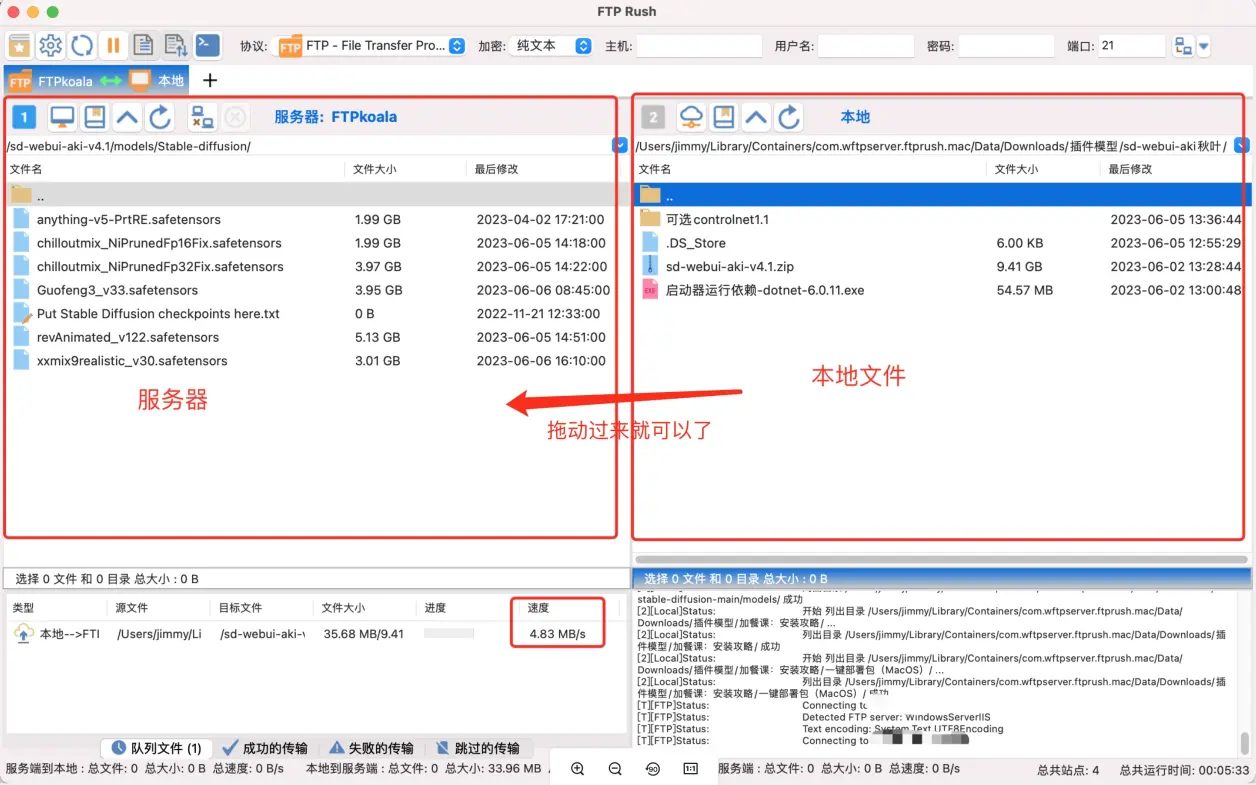 FTP Rush
协议: FTP FTP - File Transfer Pro... 加密: 纯文本 主机: 用户名: 密码: 端口: 21
FTP FTPkoala 本地 +
1 服务器: FTPkoala
/sd-webui-aki-v4.1/models/Stable-diffusion/
文件名 文件大小 最后修改
..
anything-v5-PrtRE.safetensors 1.99 GB 2023-04-02 17:21:00
chilloutmix_NiPrunedFp16Fix.safetensors 1.99 GB 2023-06-05 14:18:00
chilloutmix_NiPrunedFp32Fix.safetensors 3.97 GB 2023-06-05 14:22:00
Guofeng3_v33.safetensors 3.95 GB 2023-06-06 08:45:00
Put Stable Diffusion checkpoints here.txt 0 B 2022-11-21 12:33:00
revAnimated_v122.safetensors 5.13 GB 2023-06-05 14:51:00
xxmix9realistic_v30.safetensors 3.01 GB 2023-06-06 16:10:00
服务器
2 本地
/Users/jimmy/Library/Containers/com.wftpserver.ftprush.mac/Data/Downloads/插件模型/sd-webui-aki秋叶/
文件名 文件大小 最后修改
..
可选controlnet1.1 2023-06-05 13:36:44
.DS_Store 6.00 KB 2023-06-05 12:55:29
sd-webui-aki-v4.1.zip 9.41 GB 2023-06-02 13:28:44
EXE 启动器运行依赖-dotnet-6.0.11.exe 54.57 MB 2023-06-02 13:00:48
本地文件
拖动过来就可以了
选择 0 文件 和 0 目录 总大小 : 0 B
类型 源文件 目标文件 文件大小 进度 速度
本地-->FTI /Users/jimmy/Li /sd-webui-aki-v 35.68 MB/9.41 4.83 MB/s
队列文件 (1) 成功的传输 失败的传输 跳过的传输
选择 0 文件 和 0 目录 总大小 : 0 B
stable-diffusion-main/models/ 成功
[2][Local]Status: 开始 列出目录 /Users/jimmy/Library/Containers/com.wftpserver.ftprush.mac/Data/
Downloads/插件模型/加餐课：安装攻略/ ...
[2][Local]Status: 列出目录 /Users/jimmy/Library/Containers/com.wftpserver.ftprush.mac/Data/Downloads/插
件模型/加餐课：安装攻略/ 成功
[2][Local]Status: 开始 列出目录 /Users/jimmy/Library/Containers/com.wftpserver.ftprush.mac/Data/
Downloads/插件模型/加餐课：安装攻略/一键部署包（MacOS）/ ...
[2][Local]Status: 列出目录 /Users/jimmy/Library/Containers/com.wftpserver.ftprush.mac/Data/Downloads/插
件模型/加餐课：安装攻略/一键部署包（MacOS）/ 成功
[T][FTP]Status: Connecting to
[T][FTP]Status: Detected FTP server: WindowsServerIIS
[T][FTP]Status: Text encoding: System Text UTF8Encoding
[T][FTP]Status: Connecting to
服务端到本地 : 总文件: 0 总大小: 0 B 总速度: 0 B/s 本地到服务端 : 总文件: 0 总大小: 33.96 MB 90 1:1 服务端 : 总文件: 0 总大小: 0 B 总速度: 0 B/s 总共站点: 4 总共运行时间: 00:05:33